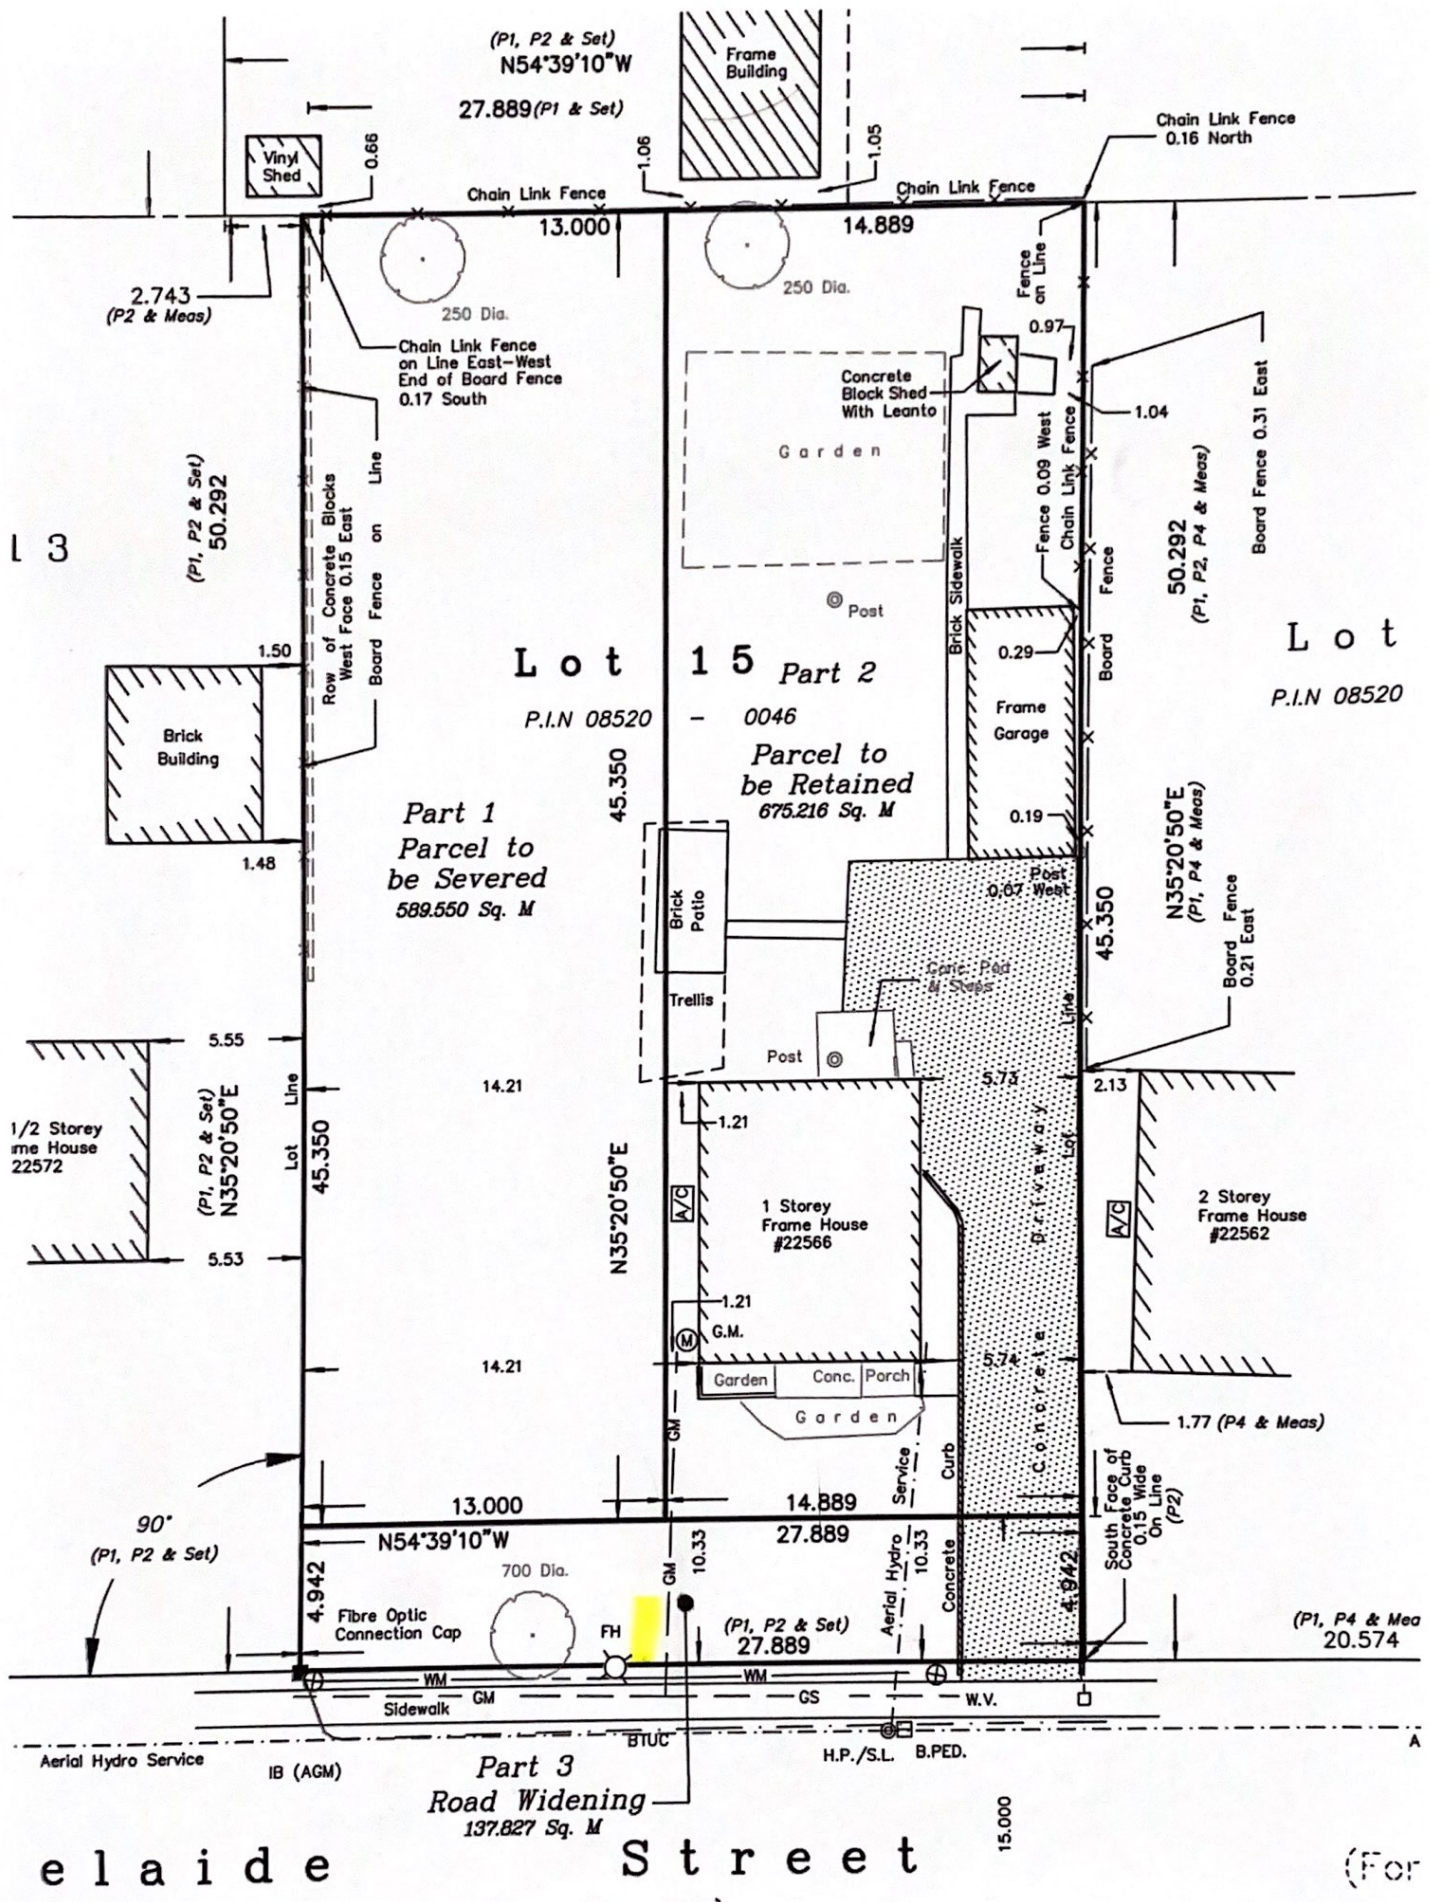 (P1, P2 & Set)
N54°39'10"W
27.889(P1 & Set)
Frame
Building
Vinyl
Shed
0.66
1.06
1.05
Chain Link Fence
0.16 North
Chain Link Fence
Chain Link Fence
13.000
14.889
2.743
(P2 & Meas)
250 Dia.
250 Dia.
Fence
on Line
Chain Link Fence
on Line East-West
End of Board Fence
0.17 South
0.97
Concrete
Block Shed
With Leanto
1.04
Board Fence 0.31 East
Garden
(P1, P2 & Set)
50.292
Row of Concrete Blocks
West Face 0.15 East
Board Fence on Line
Fence 0.09 West
Chain Link Fence
50.292
(P1, P2, P4 & Meas)
13
Brick Sidewalk
Board Fence
Post
Lot 15
Part 2
P.I.N 08520 - 0046
Lot
P.I.N 08520
1.50
0.29
Brick
Building
Frame
Garage
Parcel to
be Retained
675.216 Sq. M
45.350
Part 1
Parcel to
be Severed
589.550 Sq. M
0.19
1.48
N35°20'50"E
(P1, P4 & Meas)
Post
0.07 West
45.350
Brick
Patio
Board Fence
0.21 East
Conc. Pad
& Steps
Trellis
Lot Line
5.55
Post
14.21
5.73
2.13
1.21
1/2 Storey
me House
22572
(P1, P2 & Set)
N35°20'50"E
Lot Line
45.350
N35°20'50"E
A/C
1 Storey
Frame House
#22566
Concrete Driveway
A/C
2 Storey
Frame House
#22562
5.53
1.21
M
G.M.
14.21
5.74
Garden
Conc. Porch
Garden
1.77 (P4 & Meas)
GM
Service
Curb
South Face of
Concrete Curb
0.15 Wide
On Line
(P2)
13.000
14.889
90°
(P1, P2 & Set)
N54°39'10"W
27.889
10.33
Aerial Hydro
10.33
Concrete
4.942
700 Dia.
GM
4.942
Fibre Optic
Connection Cap
FH
(P1, P2 & Set)
27.889
(P1, P4 & Mea
20.574
WM
WM
GM
GS
W.V.
Sidewalk
BTUC
Aerial Hydro Service
IB (AGM)
H.P./S.L.
B.PED.
A
Part 3
Road Widening
137.827 Sq. M
15.000
elaide Street
(For